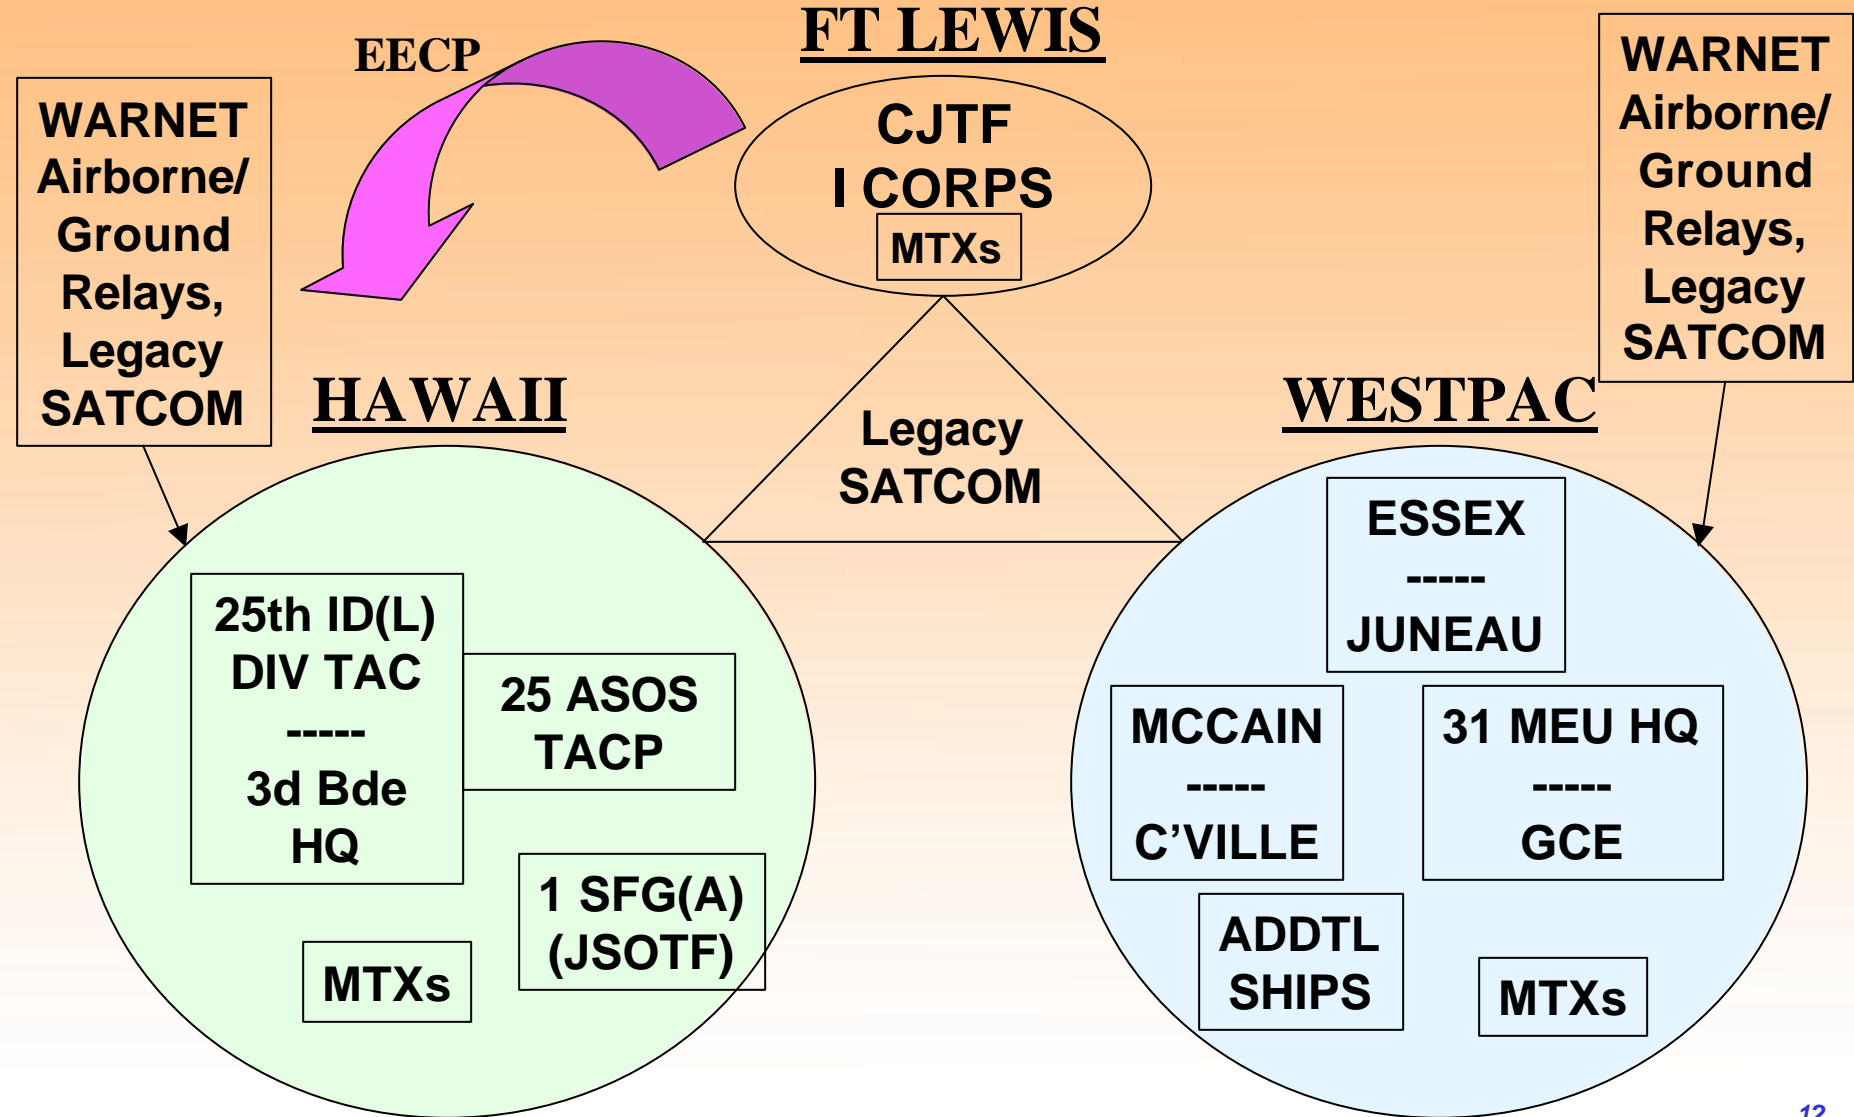 FT LEWIS
EECP
CJTF
I CORPS
MTXs
WARNET
Airborne/
Ground
Relays,
Legacy
SATCOM
WARNET
Airborne/
Ground
Relays,
Legacy
SATCOM
HAWAII
Legacy
SATCOM
WESTPAC
25th ID(L)
DIV TAC
-----
3d Bde
HQ
25 ASOS
TACP
1 SFG(A)
(JSOTF)
MTXs
ESSEX
-----
JUNEAU
MCCAIN
-----
C’VILLE
31 MEU HQ
-----
GCE
ADDTL
SHIPS
MTXs
12